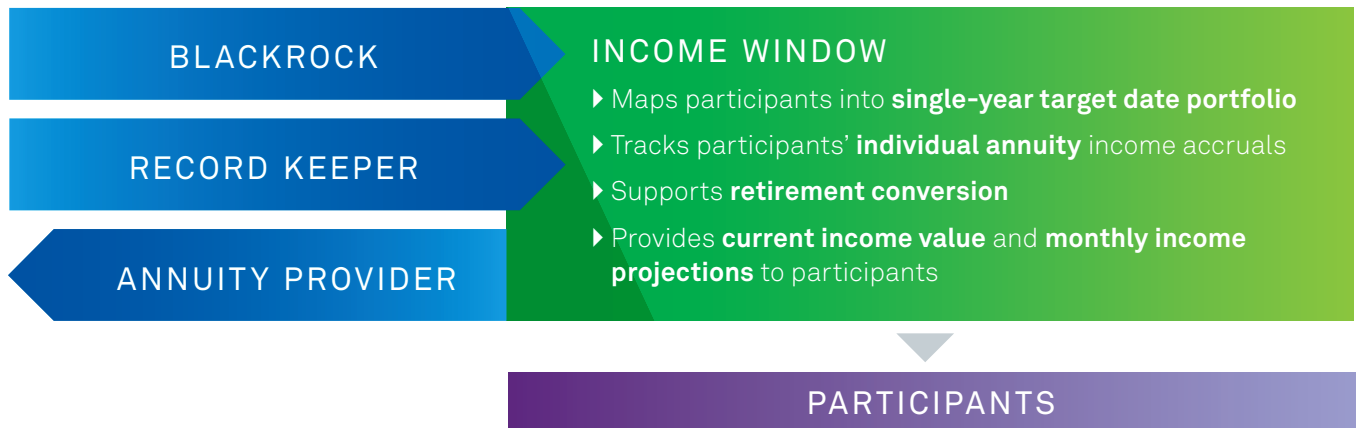 BLACKROCK
RECORD KEEPER
ANNUITY PROVIDER
INCOME WINDOW
Maps participants into single-year target date portfolio
Tracks participants’ individual annuity income accruals
Supports retirement conversion
Provides current income value and monthly income
projections to participants
PARTICIPANTS